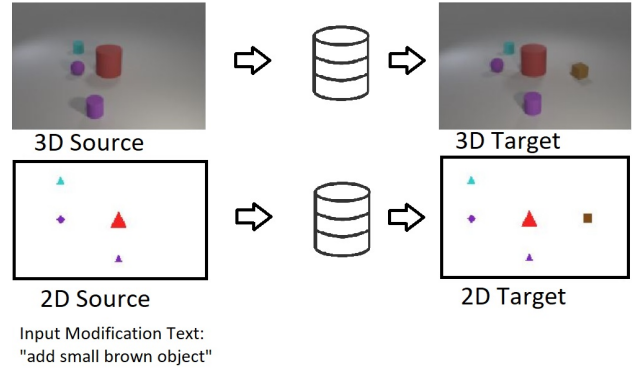 3D Source
3D Target
2D Source
2D Target
Input Modification Text:
"add small brown object"